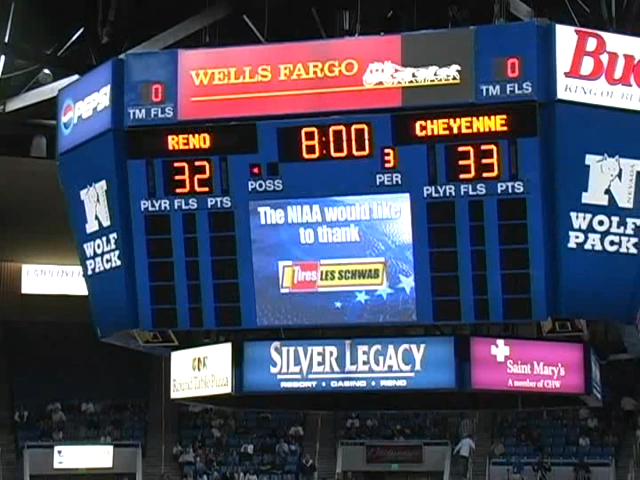 WELLS FARGO
Bu
KING OF BE
PEPSI
0
TM FLS
0
TM FLS
RENO
8:00
CHEYENNE
32
3
33
POSS
PER
PLYR FLS PTS
PLYR FLS PTS
The NIAA would like
to thank
Tires LES SCHWAB
N
WOLF
PACK
N
NEVADA
WOLF
PACK
SILVER LEGACY
RESORT • CASINO • RENO
Round Table Pizza
Saint Mary's
A member of CHW